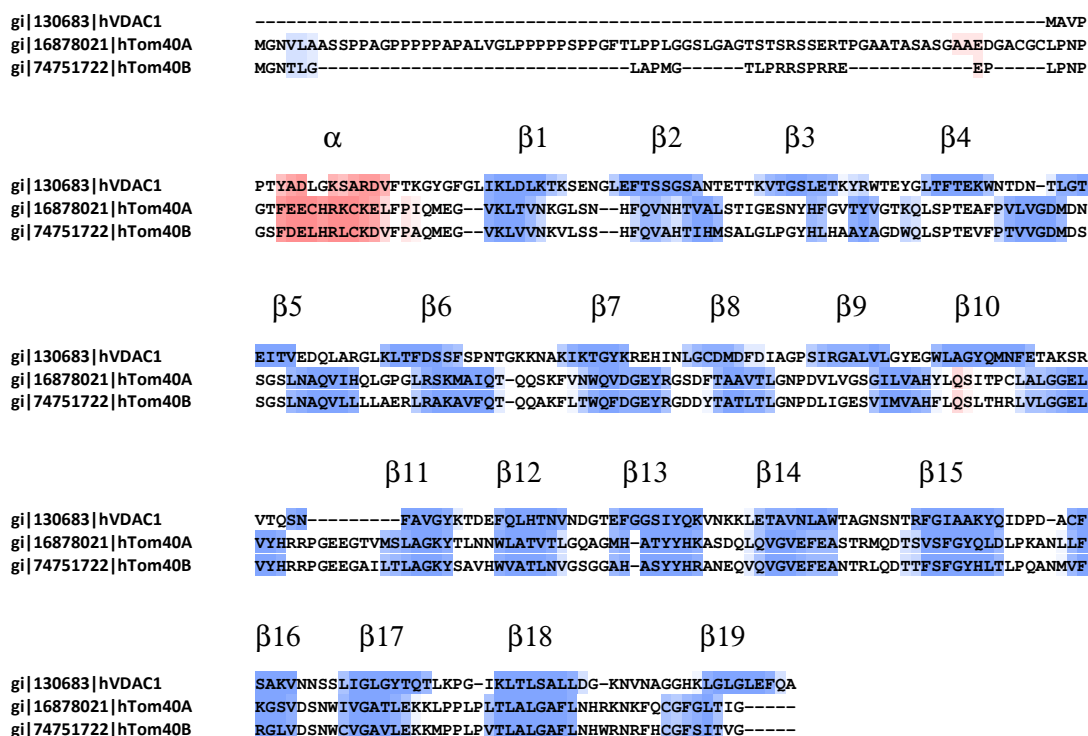 gi|130683|hVDAC1 ----------------------------------------------------------------------------MAVP
gi|16878021|hTom40A MGNVLAASSPPAGPPPPPAPALVGLPPPPPSPPGFTLPPLGGSLGAGTSTSRSSERTPGAATASASGAAEDGACGCLPNP
gi|74751722|hTom40B MGNTLG------------------------------LAPMG------TLPRRSPRRE------------EP-----LPNP
α β1 β2 β3 β4
gi|130683|hVDAC1 PTYADLGKSARDVFTKGYGFGLIKLDLKTKSENGLEFTSSGSANTETTKVTGSLETKYRWTEYGLTFTEKWNTDN-TLGT
gi|16878021|hTom40A GTFEECHRKCKELFPIQMEG--VKLTVNKGLSN--HFQVNHTVALSTIGESNYHFGVTYVGTKQLSPTEAFPVLVGDMDN
gi|74751722|hTom40B GSFDELHRLCKDVFPAQMEG--VKLVVNKVLSS--HFQVAHTIHMSALGLPGYHLHAAYAGDWQLSPTEVFPTVVGDMDS
β5 β6 β7 β8 β9 β10
gi|130683|hVDAC1 EITVEDQLARGLKLTFDSSFSPNTGKKNAKIKTGYKREHINLGCDMDFDIAGPSIRGALVLGYEGWLAGYQMNFETAKSR
gi|16878021|hTom40A SGSLNAQVIHQLGPGLRSKMAIQT-QQSKFVNWQVDGEYRGSDFTAAVTLGNPDVLVGSGILVAHYLQSITPCLALGGEL
gi|74751722|hTom40B SGSLNAQVLLLLAERLRAKAVFQT-QQAKFLTWQFDGEYRGDDYTATLTLGNPDLIGESVIMVAHFLQSLTHRLVLGGEL
β11 β12 β13 β14 β15
gi|130683|hVDAC1 VTQSN---------FAVGYKTDEFQLHTNVNDGTEFGGSIYQKVNKKLETAVNLAWTAGNSNTRFGIAAKYQIDPD-ACF
gi|16878021|hTom40A VYHRRPGEEGTVMSLAGKYTLNNWLATVTLGQAGMH-ATYYHKASDQLQVGVEFEASTRMQDTSVSFGYQLDLPKANLLF
gi|74751722|hTom40B VYHRRPGEEGAILTLAGKYSAVHWVATLNVGSGGAH-ASYYHRANEQVQVGVEFEANTRLQDTTFSFGYHLTLPQANMVF
β16 β17 β18 β19
gi|130683|hVDAC1 SAKVNNSSLIGLGYTQTLKPG-IKLTLSALLDG-KNVNAGGHKLGLGLEFQA
gi|16878021|hTom40A KGSVDSNWIVGATLEKKLPPLPLTLALGAFLNHRKNKFQCGFGLTIG-----
gi|74751722|hTom40B RGLVDSNWCVGAVLEKKMPPLPVTLALGAFLNHWRNRFHCGFSITVG-----